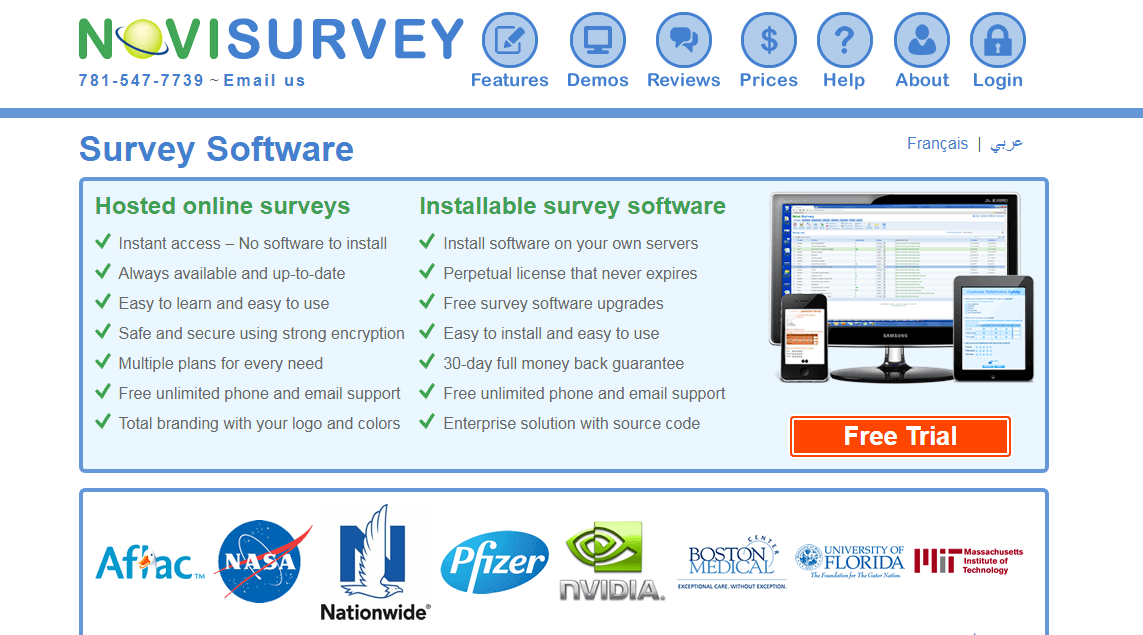 NOVISURVEY
781-547-7739 ~ Email us
Features
Demos
Reviews
Prices
Help
About
Login
Survey Software
Français | عربي
Hosted online surveys
Instant access – No software to install
Always available and up-to-date
Easy to learn and easy to use
Safe and secure using strong encryption
Multiple plans for every need
Free unlimited phone and email support
Total branding with your logo and colors
Installable survey software
Install software on your own servers
Perpetual license that never expires
Free survey software upgrades
Easy to install and easy to use
30-day full money back guarantee
Free unlimited phone and email support
Enterprise solution with source code
Novi Survey
SAMSUNG
Customer Satisfaction Survey
Free Trial
Aflac™
NASA
N
Nationwide®
Pfizer
NVIDIA.
BOSTON
MEDICAL
CENTER
EXCEPTIONAL CARE. WITHOUT EXCEPTION.
UNIVERSITY OF
FLORIDA
The Foundation for The Gator Nation.
MIT
Massachusetts
Institute of
Technology